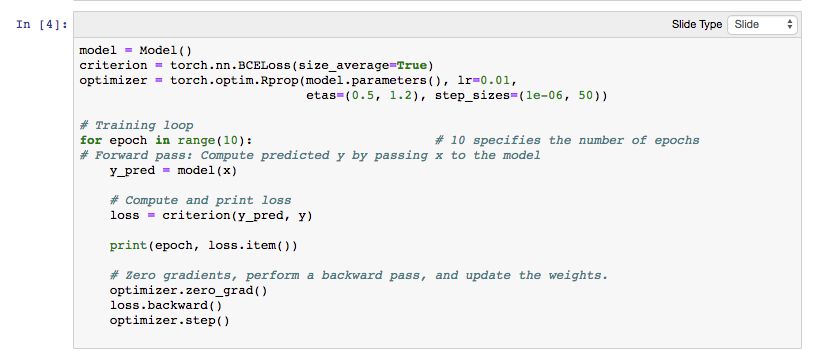 In [4]:
Slide Type Slide
model = Model()
criterion = torch.nn.BCELoss(size_average=True)
optimizer = torch.optim.Rprop(model.parameters(), lr=0.01,
                              etas=(0.5, 1.2), step_sizes=(1e-06, 50))

# Training loop
for epoch in range(10):                        # 10 specifies the number of epochs
# Forward pass: Compute predicted y by passing x to the model
    y_pred = model(x)

    # Compute and print loss
    loss = criterion(y_pred, y)

    print(epoch, loss.item())

    # Zero gradients, perform a backward pass, and update the weights.
    optimizer.zero_grad()
    loss.backward()
    optimizer.step()